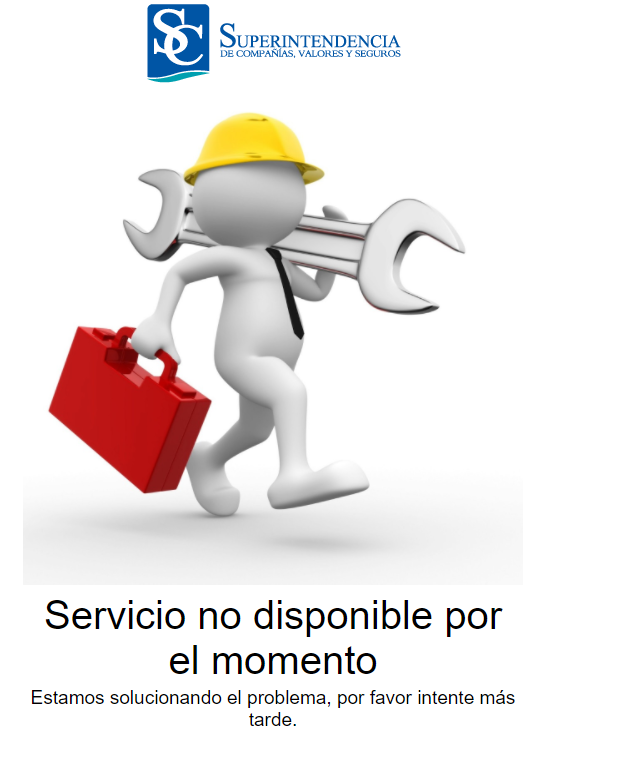 SC
SUPERINTENDENCIA
DE COMPAÑÍAS, VALORES Y SEGUROS
Servicio no disponible por
el momento
Estamos solucionando el problema, por favor intente más
tarde.